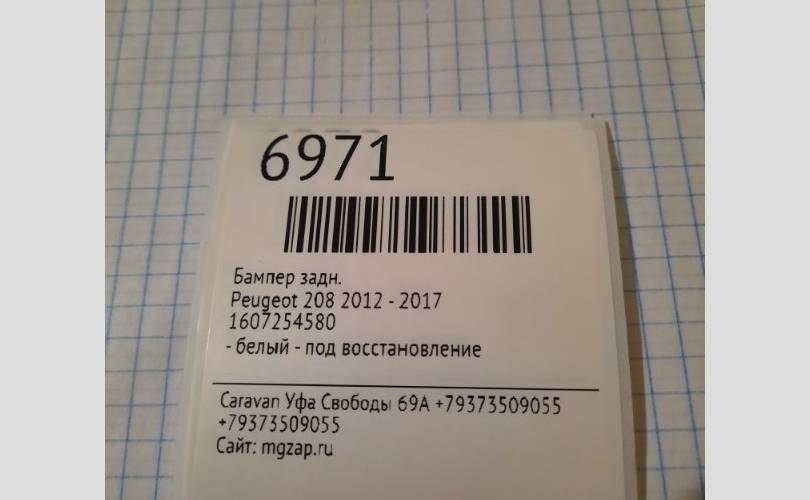 6971
Бампер задн.
Peugeot 208 2012 - 2017
1607254580
- белый - под восстановление
Caravan Уфа Свободы 69А +79373509055
+79373509055
Сайт: mgzap.ru